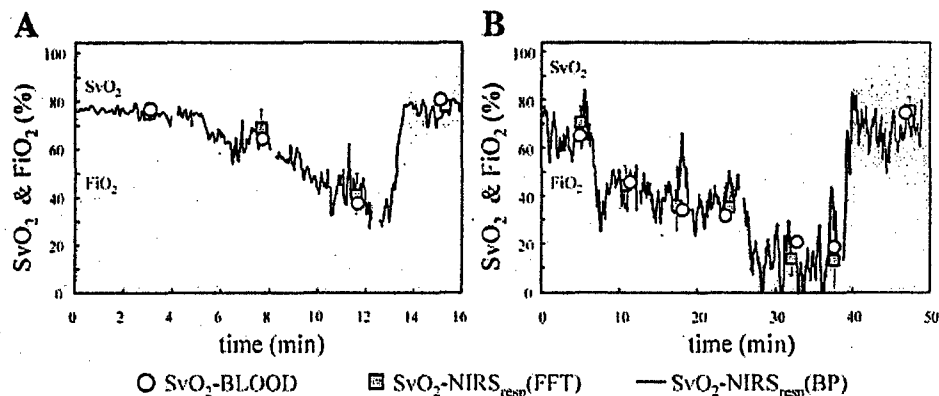 A
B
SvO₂ & FiO₂ (%)
100
80
60
40
20
0
SvO₂
FiO₂
0 2 4 6 8 10 12 14 16
time (min)
SvO₂ & FiO₂ (%)
100
80
60
40
20
0
SvO₂
FiO₂
0 10 20 30 40 50
time (min)
SvO₂-BLOOD
SvO₂-NIRSresp(FFT)
SvO₂-NIRSresp(BP)